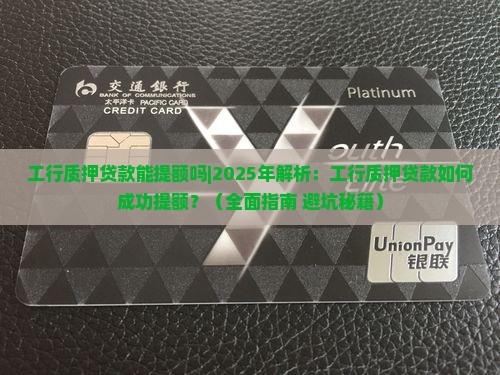 交通銀行
BANK OF COMMUNICATIONS
太平洋卡 PACIFIC CARD
CREDIT CARD
Platinum
工行质押贷款能提额吗|2025年解析：工行质押贷款如何
成功提额？（全面指南 避坑秘籍）
UnionPay
银联